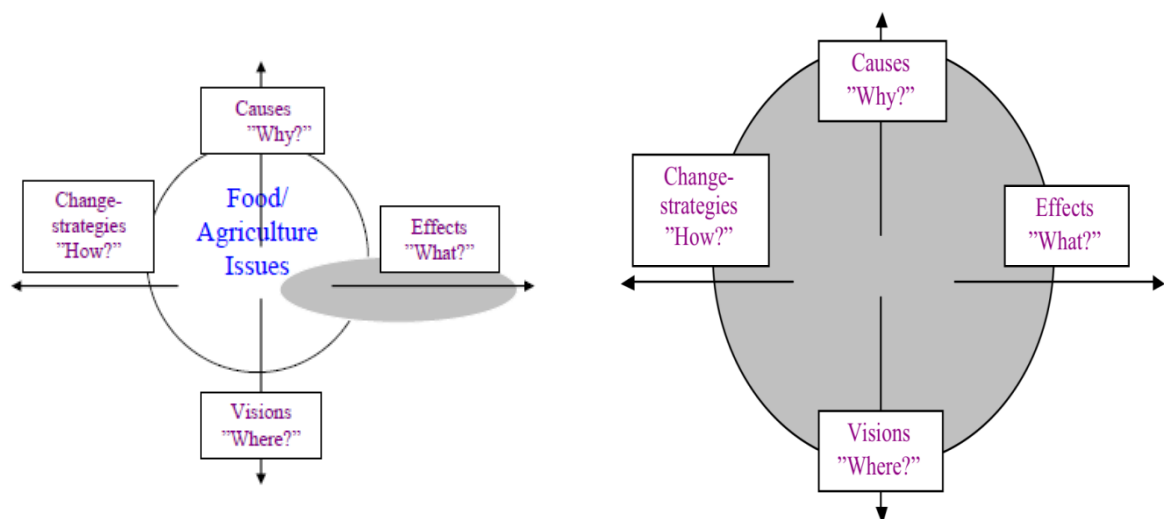 Causes
”Why?”
Change-
strategies
”How?”
Food/
Agriculture
Issues
Effects
”What?”
Visions
”Where?”
Causes
”Why?”
Change-
strategies
”How?”
Effects
”What?”
Visions
”Where?”